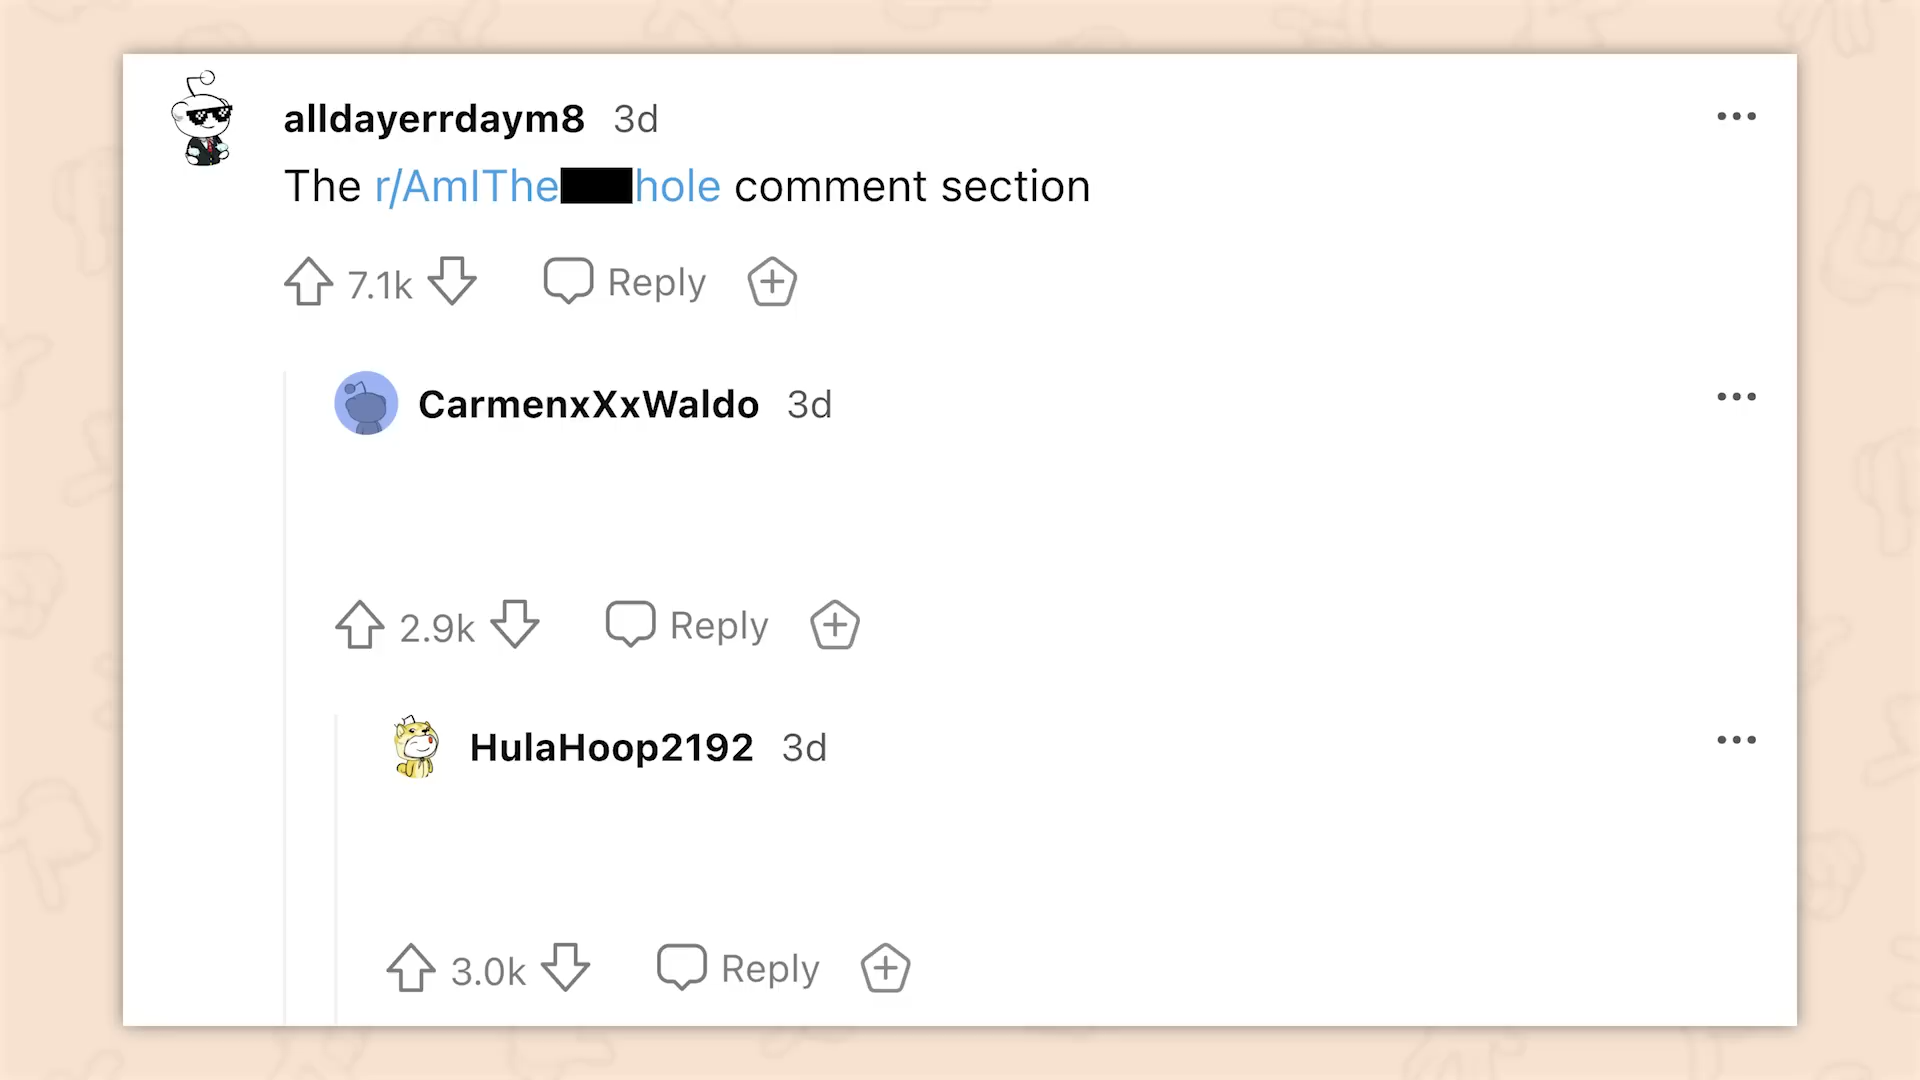 alldayerrdaym8 3d
The r/AmIThe hole comment section
7.1k Reply
CarmenxXxWaldo 3d
2.9k Reply
HulaHoop2192 3d
3.0k Reply